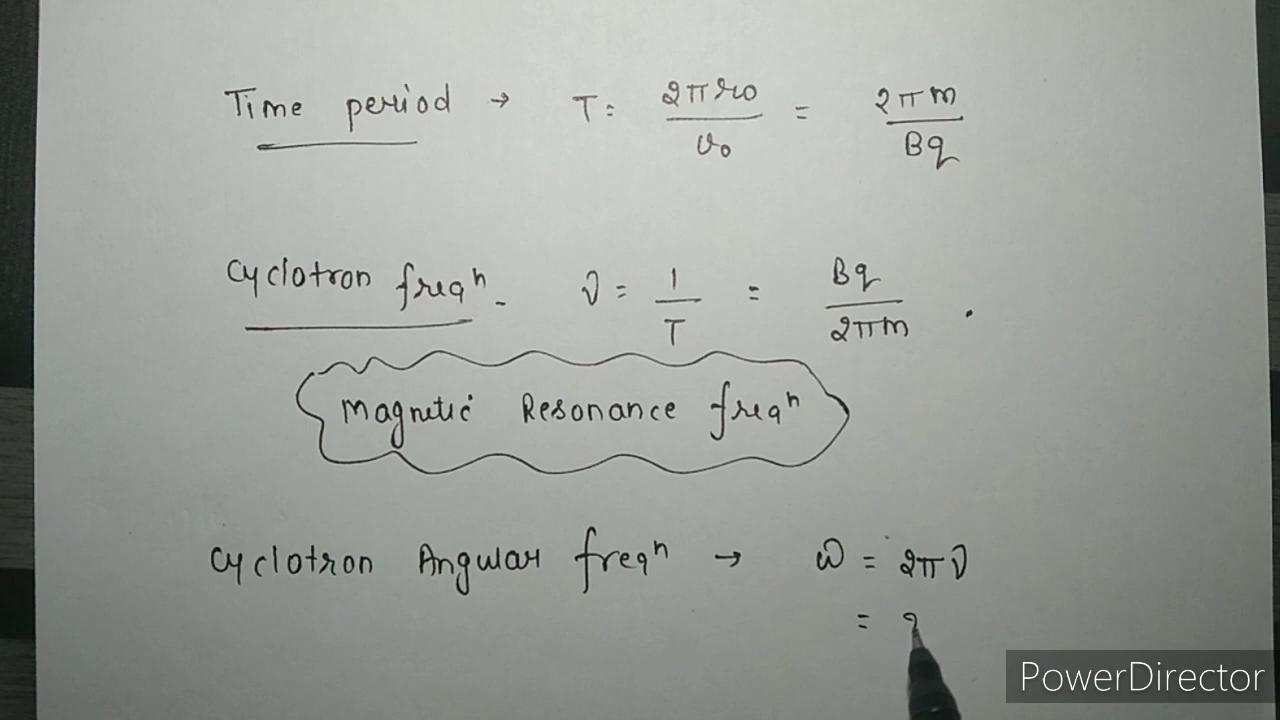 Time period → T = 2πr0 / v0 = 2πm / Bq
Cyclotron freqn. ν = 1 / T = Bq / 2πm .
Magnetic Resonance freqn
Cyclotron Angular freqn → ω = 2πν
= 2
PowerDirector